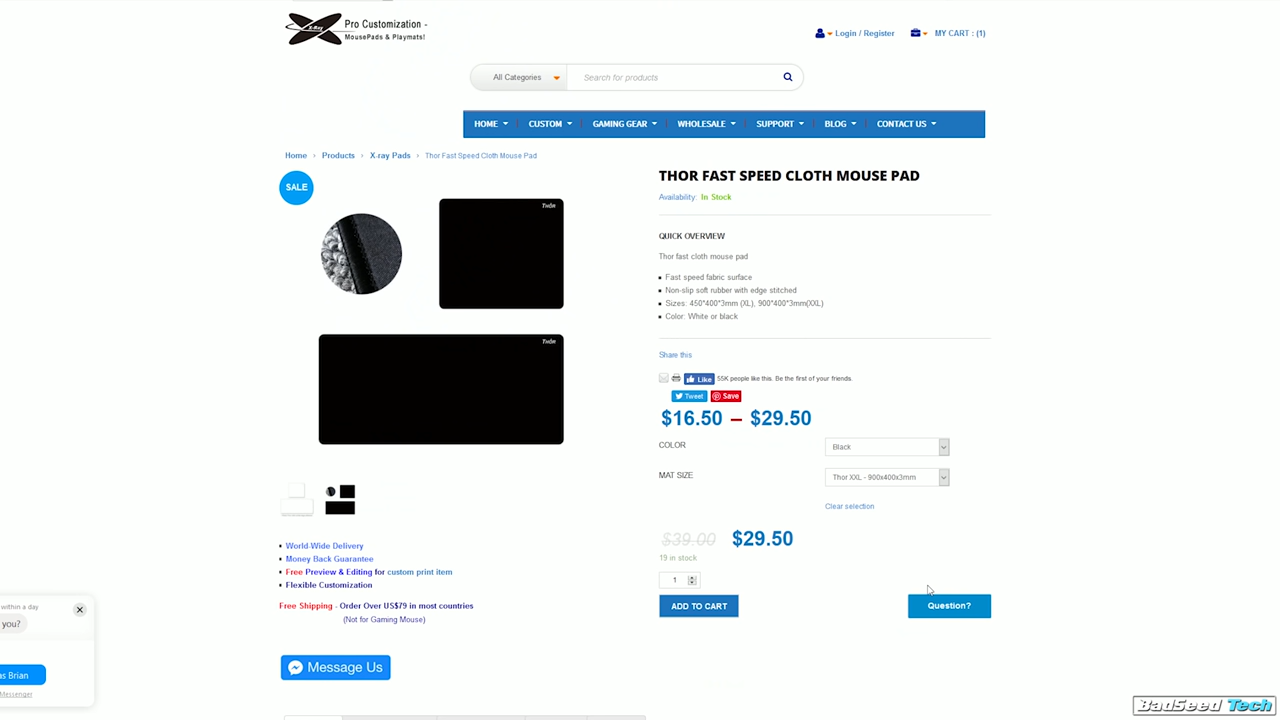 X-Ray
Pro Customization -
MousePads & Playmats!
Login / Register
MY CART : (1)
All Categories
Search for products
HOME
CUSTOM
GAMING GEAR
WHOLESALE
SUPPORT
BLOG
CONTACT US
Home › Products › X-ray Pads › Thor Fast Speed Cloth Mouse Pad
SALE
Thor
Thor
World-Wide Delivery
Money Back Guarantee
Free Preview & Editing for custom print item
Flexible Customization
Free Shipping - Order Over US$79 in most countries
(Not for Gaming Mouse)
Message Us
THOR FAST SPEED CLOTH MOUSE PAD
Availability: In Stock
QUICK OVERVIEW
Thor fast cloth mouse pad
Fast speed fabric surface
Non-slip soft rubber with edge stitched
Sizes: 450*400*3mm (XL), 900*400*3mm(XXL)
Color: White or black
Share this
Like 55K people like this. Be the first of your friends.
Tweet Save
$16.50 – $29.50
COLOR Black
MAT SIZE Thor XXL - 900x400x3mm
Clear selection
$39.00 $29.50
19 in stock
1
ADD TO CART
Question?
within a day
you?
as Brian
Messenger
BadSeed Tech